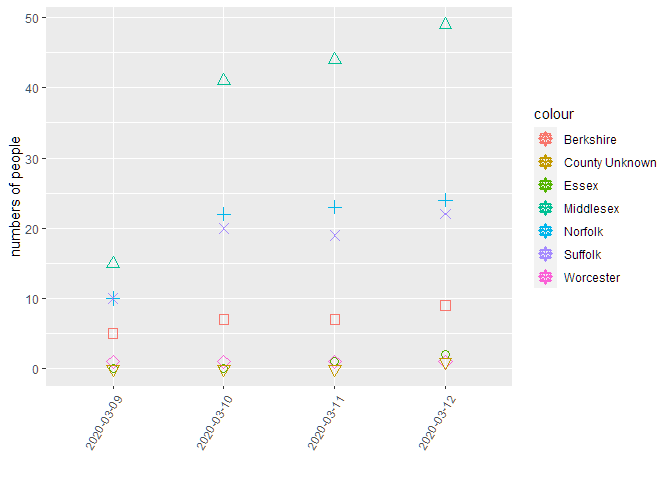 50
40
30
20
10
0
numbers of people
2020-03-09
2020-03-10
2020-03-11
2020-03-12
colour
Berkshire
County Unknown
Essex
Middlesex
Norfolk
Suffolk
Worcester